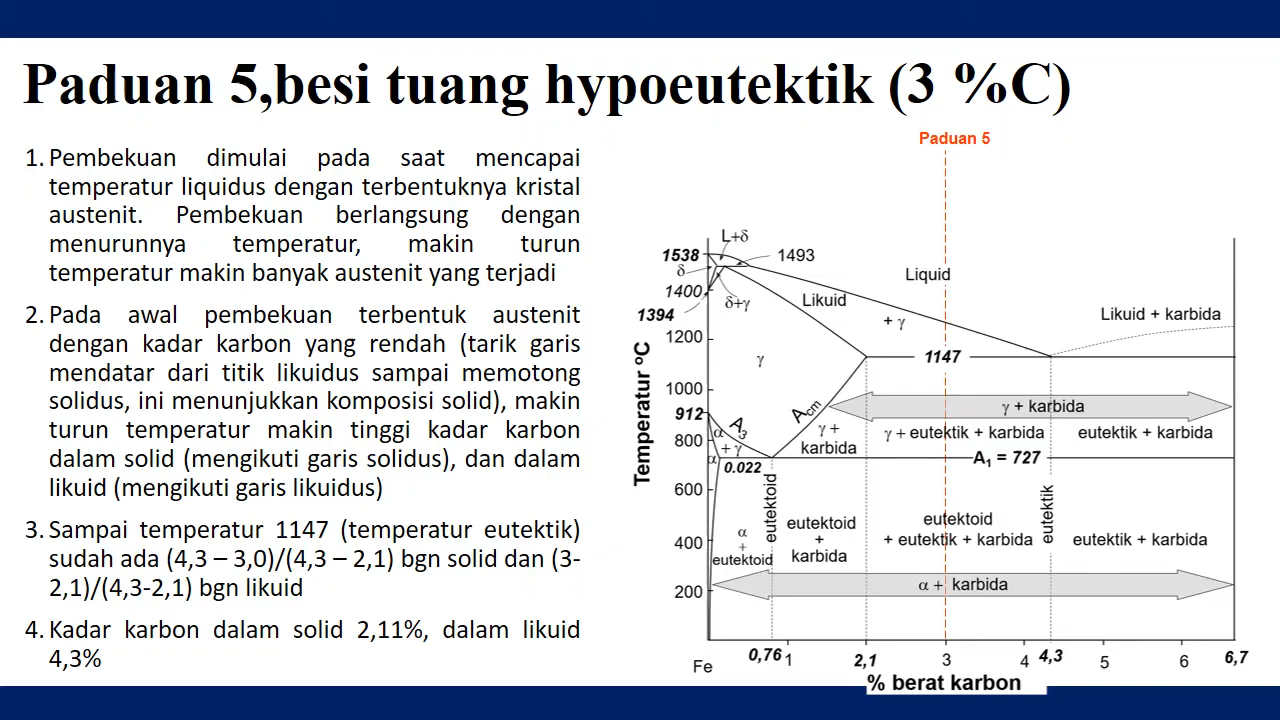 Paduan 5,besi tuang hypoeutektik (3 %C)
1. Pembekuan dimulai pada saat mencapai
temperatur liquidus dengan terbentuknya kristal
austenit. Pembekuan berlangsung dengan
menurunnya temperatur, makin turun
temperatur makin banyak austenit yang terjadi
2. Pada awal pembekuan terbentuk austenit
dengan kadar karbon yang rendah (tarik garis
mendatar dari titik likuidus sampai memotong
solidus, ini menunjukkan komposisi solid), makin
turun temperatur makin tinggi kadar karbon
dalam solid (mengikuti garis solidus), dan dalam
likuid (mengikuti garis likuidus)
3. Sampai temperatur 1147 (temperatur eutektik)
sudah ada (4,3 – 3,0)/(4,3 – 2,1) bgn solid dan (3-
2,1)/(4,3-2,1) bgn likuid
4. Kadar karbon dalam solid 2,11%, dalam likuid
4,3%
Paduan 5
L+δ
1538
1493
δ
Liquid
1400
δ+γ
Likuid
+ γ
1394
Likuid + karbida
1200
1147
Temperatur ºC
γ
1000
Acm
γ + karbida
912
A3
α
+ γ
γ +
karbida
γ + eutektik + karbida
eutektik + karbida
800
α
0.022
A1 = 727
600
eutektoid
eutektik
α
+
eutektoid
eutektoid
+
karbida
eutektoid
+ eutektik + karbida
eutektik + karbida
400
α + karbida
200
Fe
0,76
1
2,1
3
4
4,3
5
6
6,7
% berat karbon